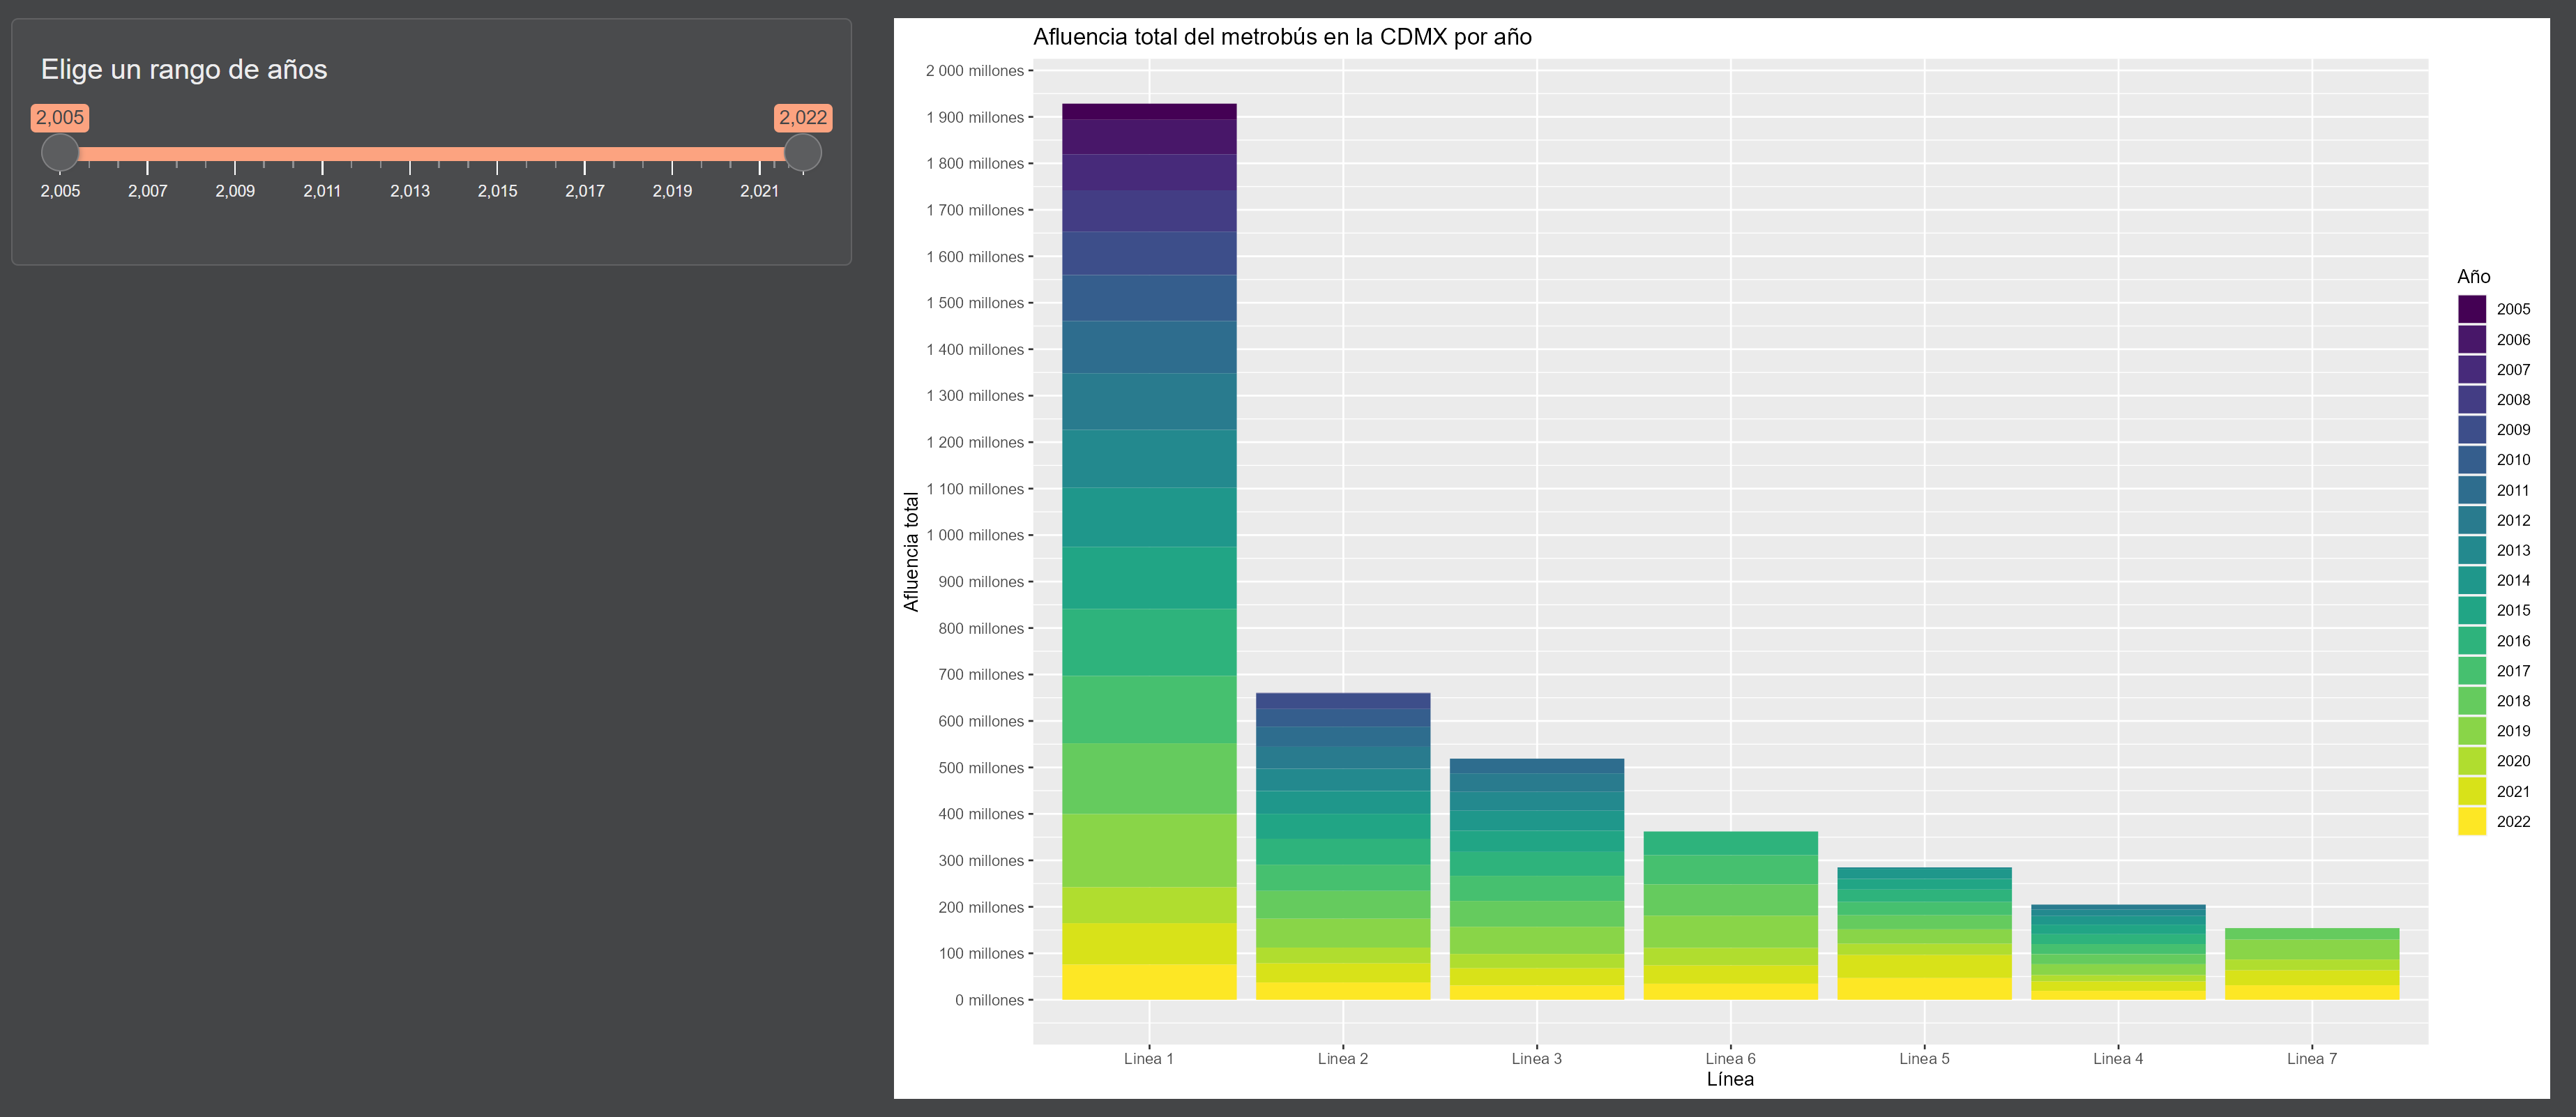 Elige un rango de años
2,005 2,022
2,005 2,007 2,009 2,011 2,013 2,015 2,017 2,019 2,021
Afluencia total del metrobús en la CDMX por año
Afluencia total
2 000 millones
1 900 millones
1 800 millones
1 700 millones
1 600 millones
1 500 millones
1 400 millones
1 300 millones
1 200 millones
1 100 millones
1 000 millones
900 millones
800 millones
700 millones
600 millones
500 millones
400 millones
300 millones
200 millones
100 millones
0 millones
Linea 1 Linea 2 Linea 3 Linea 6 Linea 5 Linea 4 Linea 7
Línea
Año
2005
2006
2007
2008
2009
2010
2011
2012
2013
2014
2015
2016
2017
2018
2019
2020
2021
2022